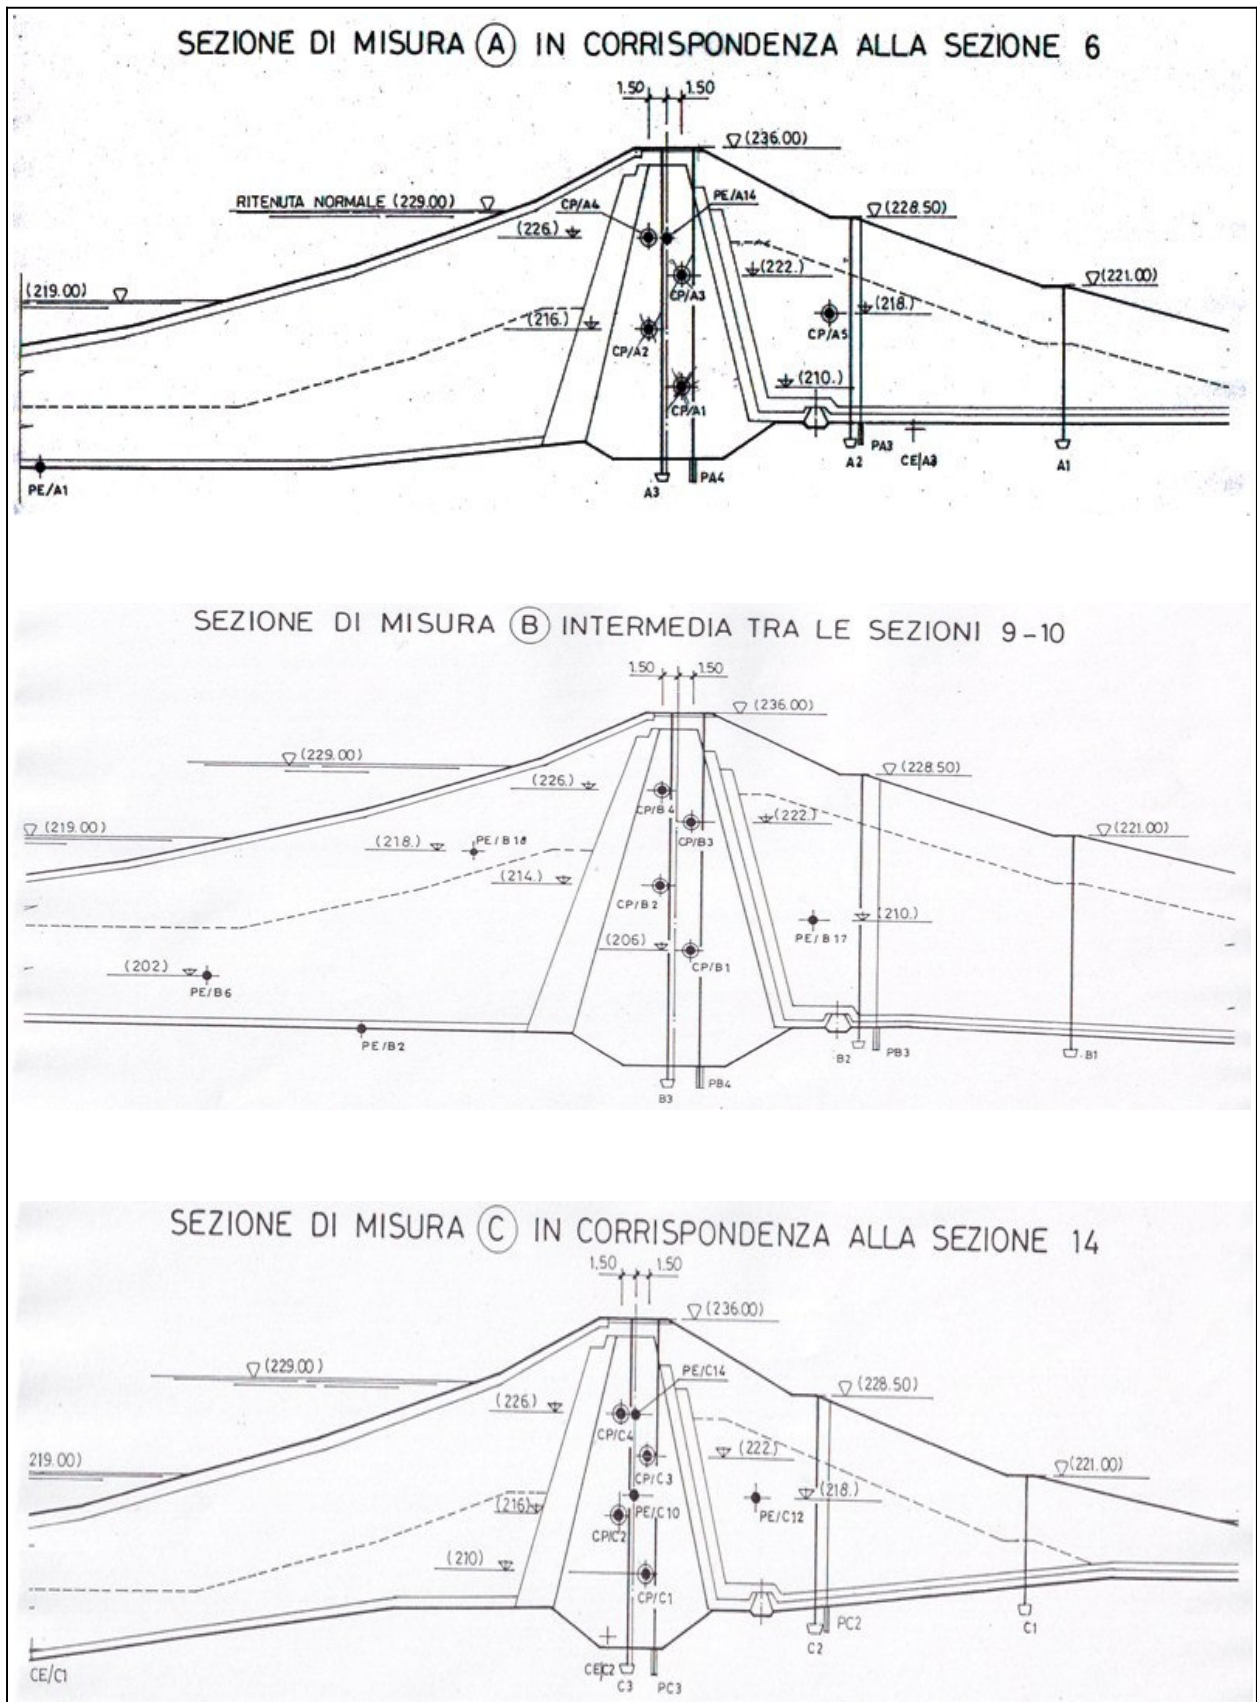 SEZIONE DI MISURA A IN CORRISPONDENZA ALLA SEZIONE 6
1.50 1.50
(236.00)
RITENUTA NORMALE (229.00)
CP/A4
PE/A14
(228.50)
(226.)
(222.)
(221.00)
(219.00)
CP/A3
(216.)
(218.)
CP/A2
CP/A5
(210.)
CP/A1
PE/A1
A3
PA4
A2
PA3
CE/A3
A1
SEZIONE DI MISURA B INTERMEDIA TRA LE SEZIONI 9-10
1.50 1.50
(236.00)
(229.00)
(228.50)
(226.)
CP/B4
(222.)
(219.00)
(221.00)
(218.)
PE/B18
CP/B3
(214.)
CP/B2
(210.)
PE/B17
(206)
CP/B1
(202)
PE/B6
PE/B2
B3
PB4
B2
PB3
B1
SEZIONE DI MISURA C IN CORRISPONDENZA ALLA SEZIONE 14
1.50 1.50
(236.00)
(229.00)
PE/C14
(228.50)
(226.)
CP/C4
(222.)
219.00)
(221.00)
CP/C3
(216)
PE/C10
(218.)
PE/C12
CP/C2
(210)
CP/C1
CE/C1
CE/C2
C3
PC3
C2
PC2
C1